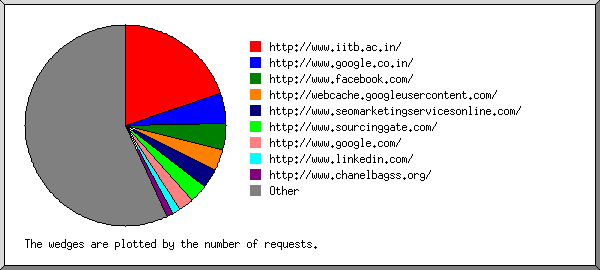 http://www.iitb.ac.in/
http://www.google.co.in/
http://www.facebook.com/
http://webcache.googleusercontent.com/
http://www.seomarketingservicesonline.com/
http://www.sourcinggate.com/
http://www.google.com/
http://www.linkedin.com/
http://www.chanelbagss.org/
Other
The wedges are plotted by the number of requests.